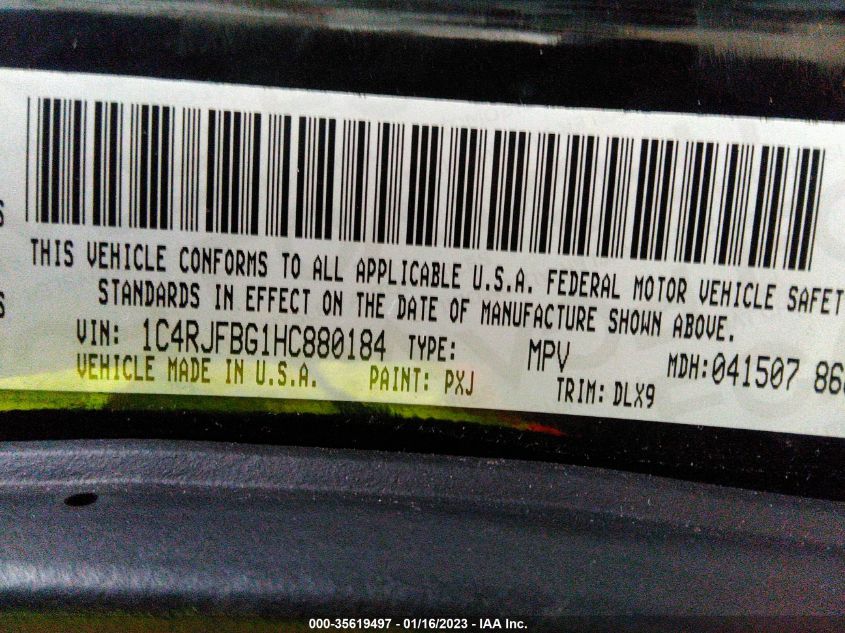 THIS VEHICLE CONFORMS TO ALL APPLICABLE U.S.A. FEDERAL MOTOR VEHICLE SAFET
STANDARDS IN EFFECT ON THE DATE OF MANUFACTURE SHOWN ABOVE.
VIN: 1C4RJFBG1HC880184 TYPE: MPV MDH:041507 86
VEHICLE MADE IN U.S.A. PAINT: PXJ TRIM: DLX9
000-35619497 - 01/16/2023 - IAA Inc.